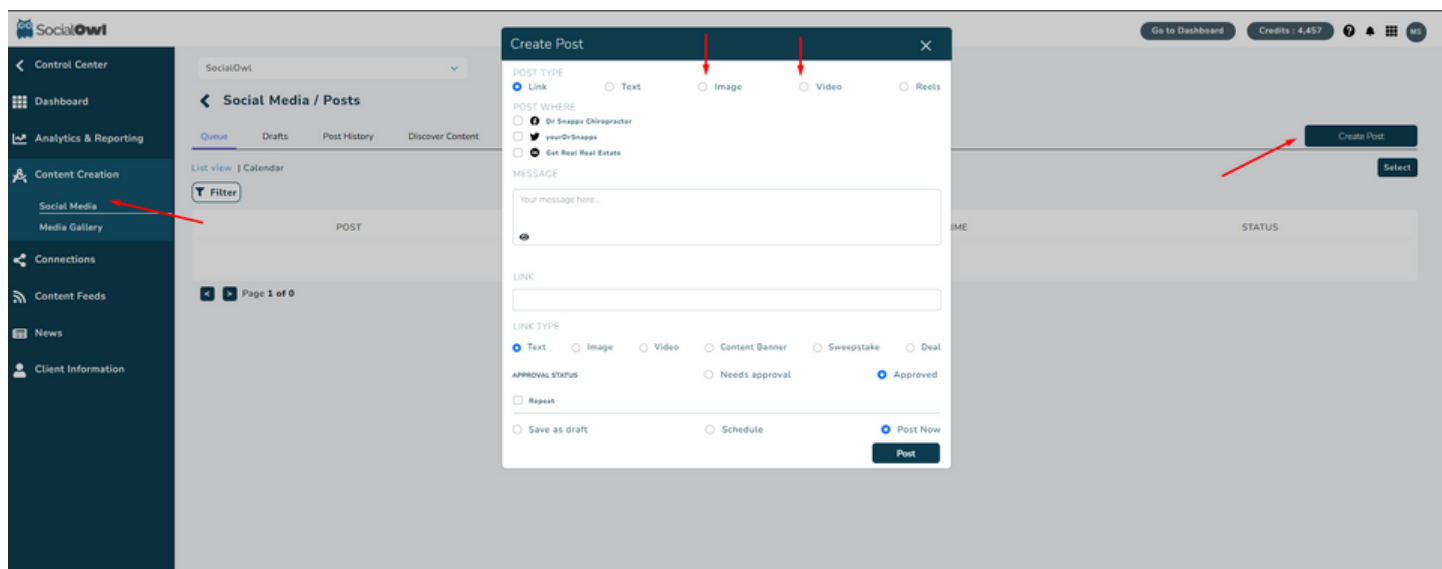 SocialOwl
Go to Dashboard
Credits : 4,457
MS
Control Center
Dashboard
Analytics & Reporting
Content Creation
Social Media
Media Gallery
Connections
Content Feeds
News
Client Information
SocialOwl
Social Media / Posts
Queue Drafts Post History Discover Content
Create Post
List view | Calendar
Select
Filter
POST
IME
STATUS
< > Page 1 of 0
Create Post
POST TYPE
Link Text Image Video Reels
POST WHERE
Dr Snapps Chiropractor
yourDrSnapps
Get Real Real Estate
MESSAGE
Your message here...
LINK
LINK TYPE
Text Image Video Content Banner Sweepstake Deal
APPROVAL STATUS Needs approval Approved
Repeat
Save as draft Schedule Post Now
Post